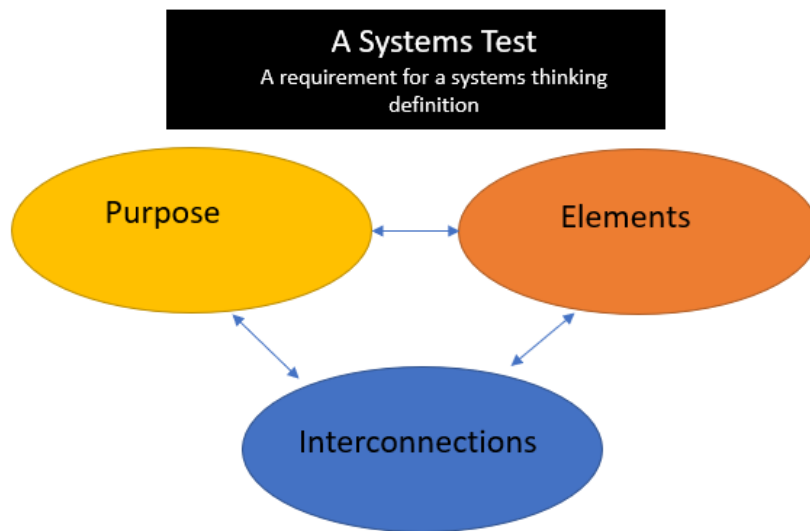 A Systems Test
A requirement for a systems thinking
definition
Purpose
Elements
Interconnections